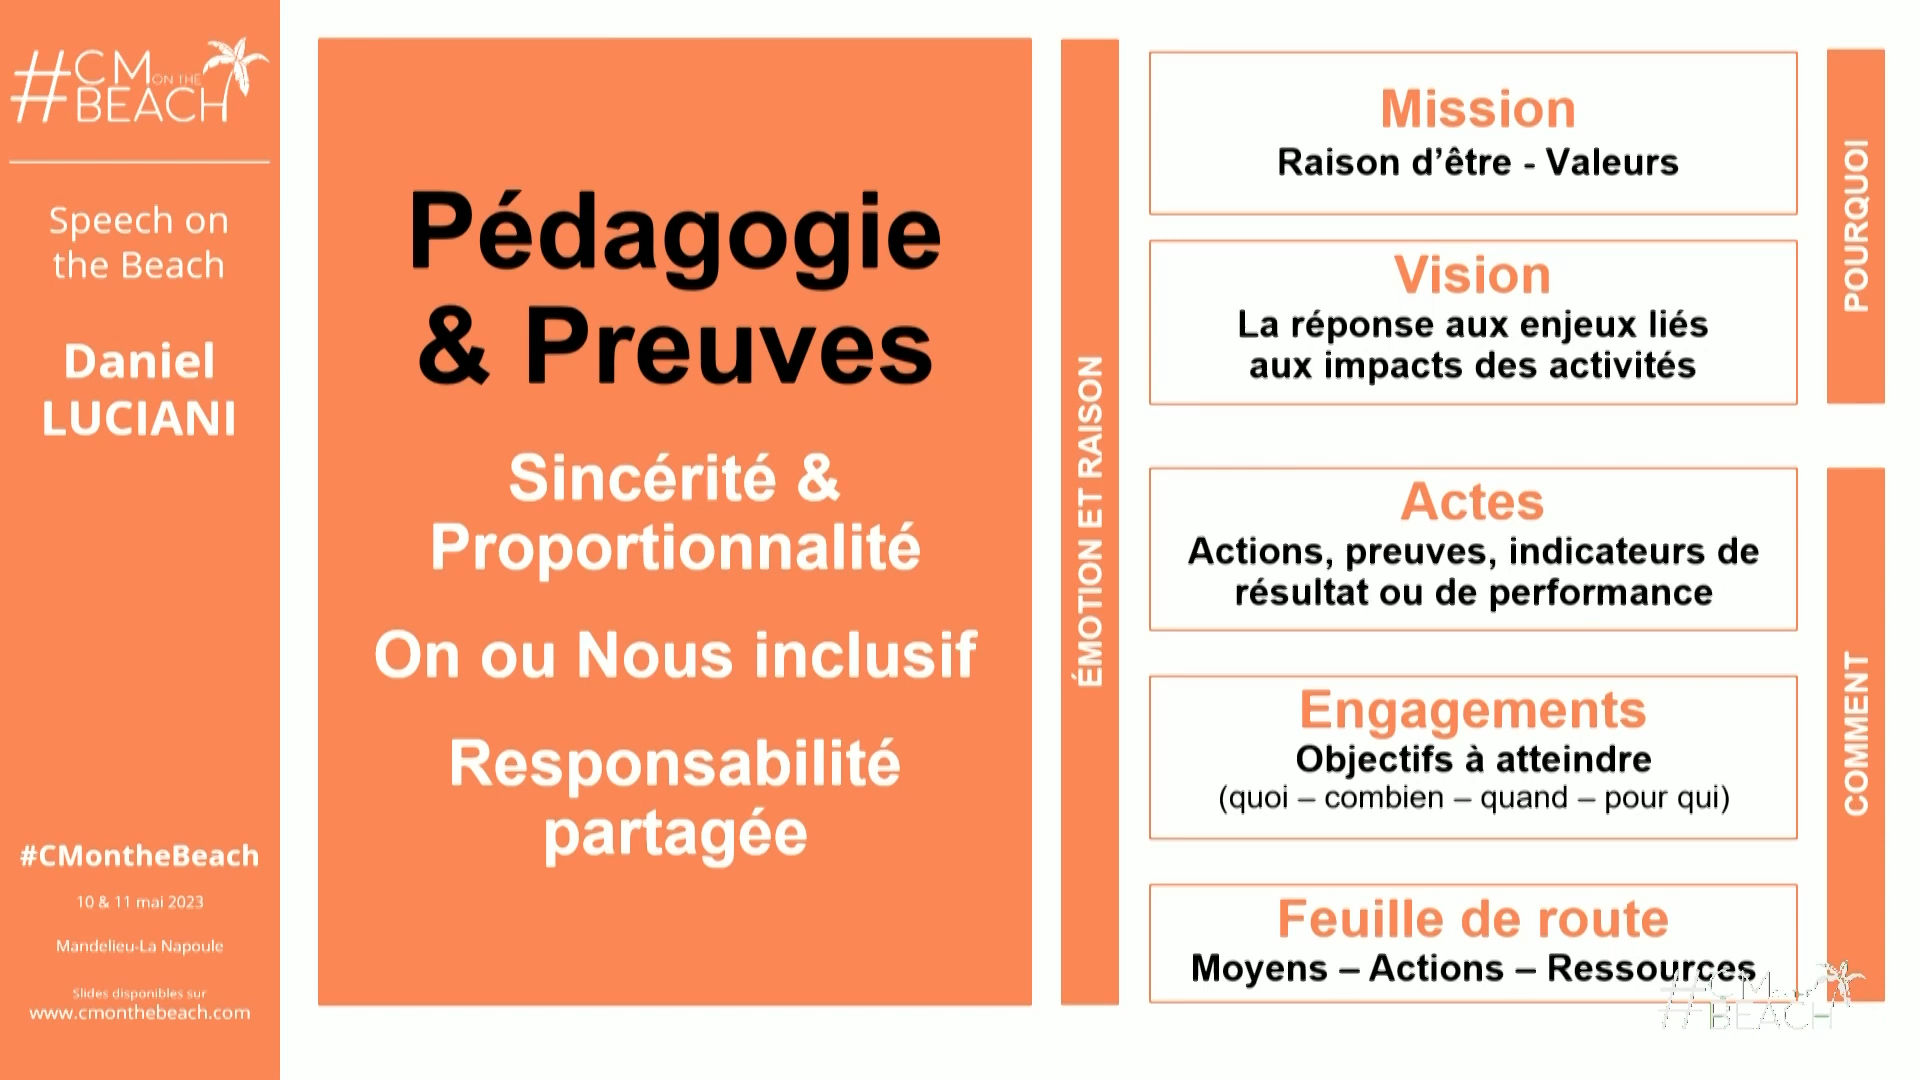 #CM ON THE
BEACH
Speech on
the Beach
Daniel
LUCIANI
#CMontheBeach
10 & 11 mai 2023
Mandelieu-La Napoule
Slides disponibles sur
www.cmonthebeach.com
Pédagogie
& Preuves
Sincérité &
Proportionnalité
On ou Nous inclusif
Responsabilité
partagée
ÉMOTION ET RAISON
Mission
Raison d’être - Valeurs
Vision
La réponse aux enjeux liés
aux impacts des activités
POURQUOI
Actes
Actions, preuves, indicateurs de
résultat ou de performance
Engagements
Objectifs à atteindre
(quoi – combien – quand – pour qui)
Feuille de route
Moyens – Actions – Ressources
COMMENT
#CM
BEACH